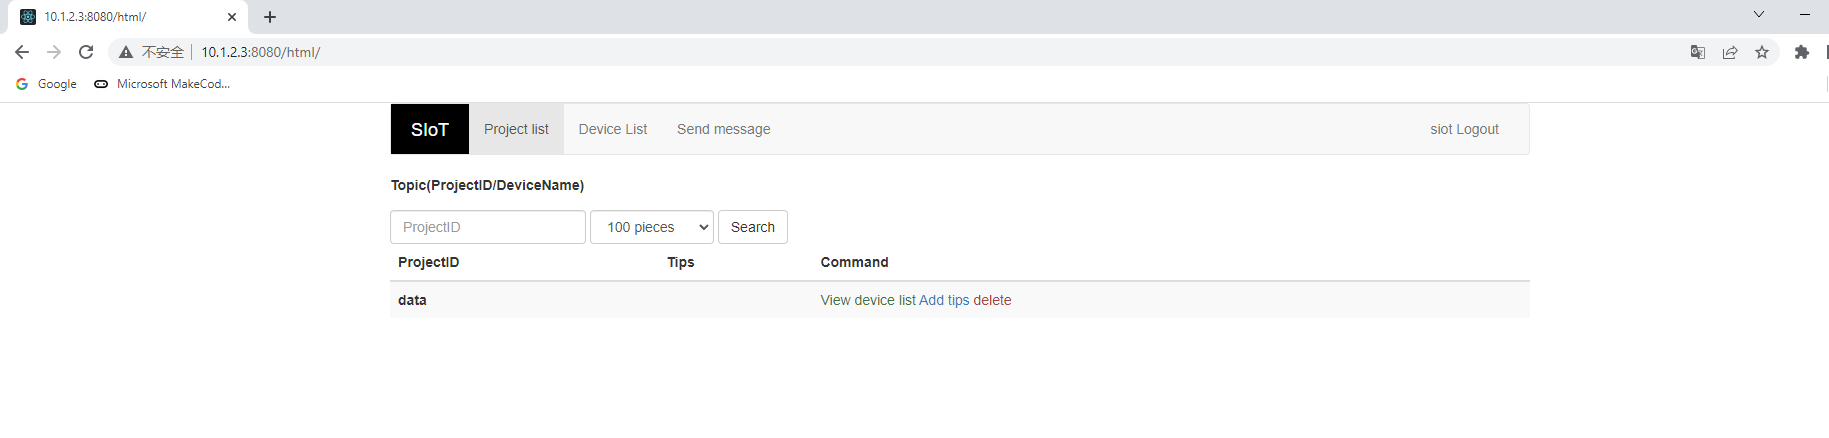 10.1.2.3:8080/html/
不安全 10.1.2.3:8080/html/
Google Microsoft MakeCod...
SIoT Project list Device List Send message siot Logout
Topic(ProjectID/DeviceName)
ProjectID 100 pieces Search
ProjectID Tips Command
data View device list Add tips delete